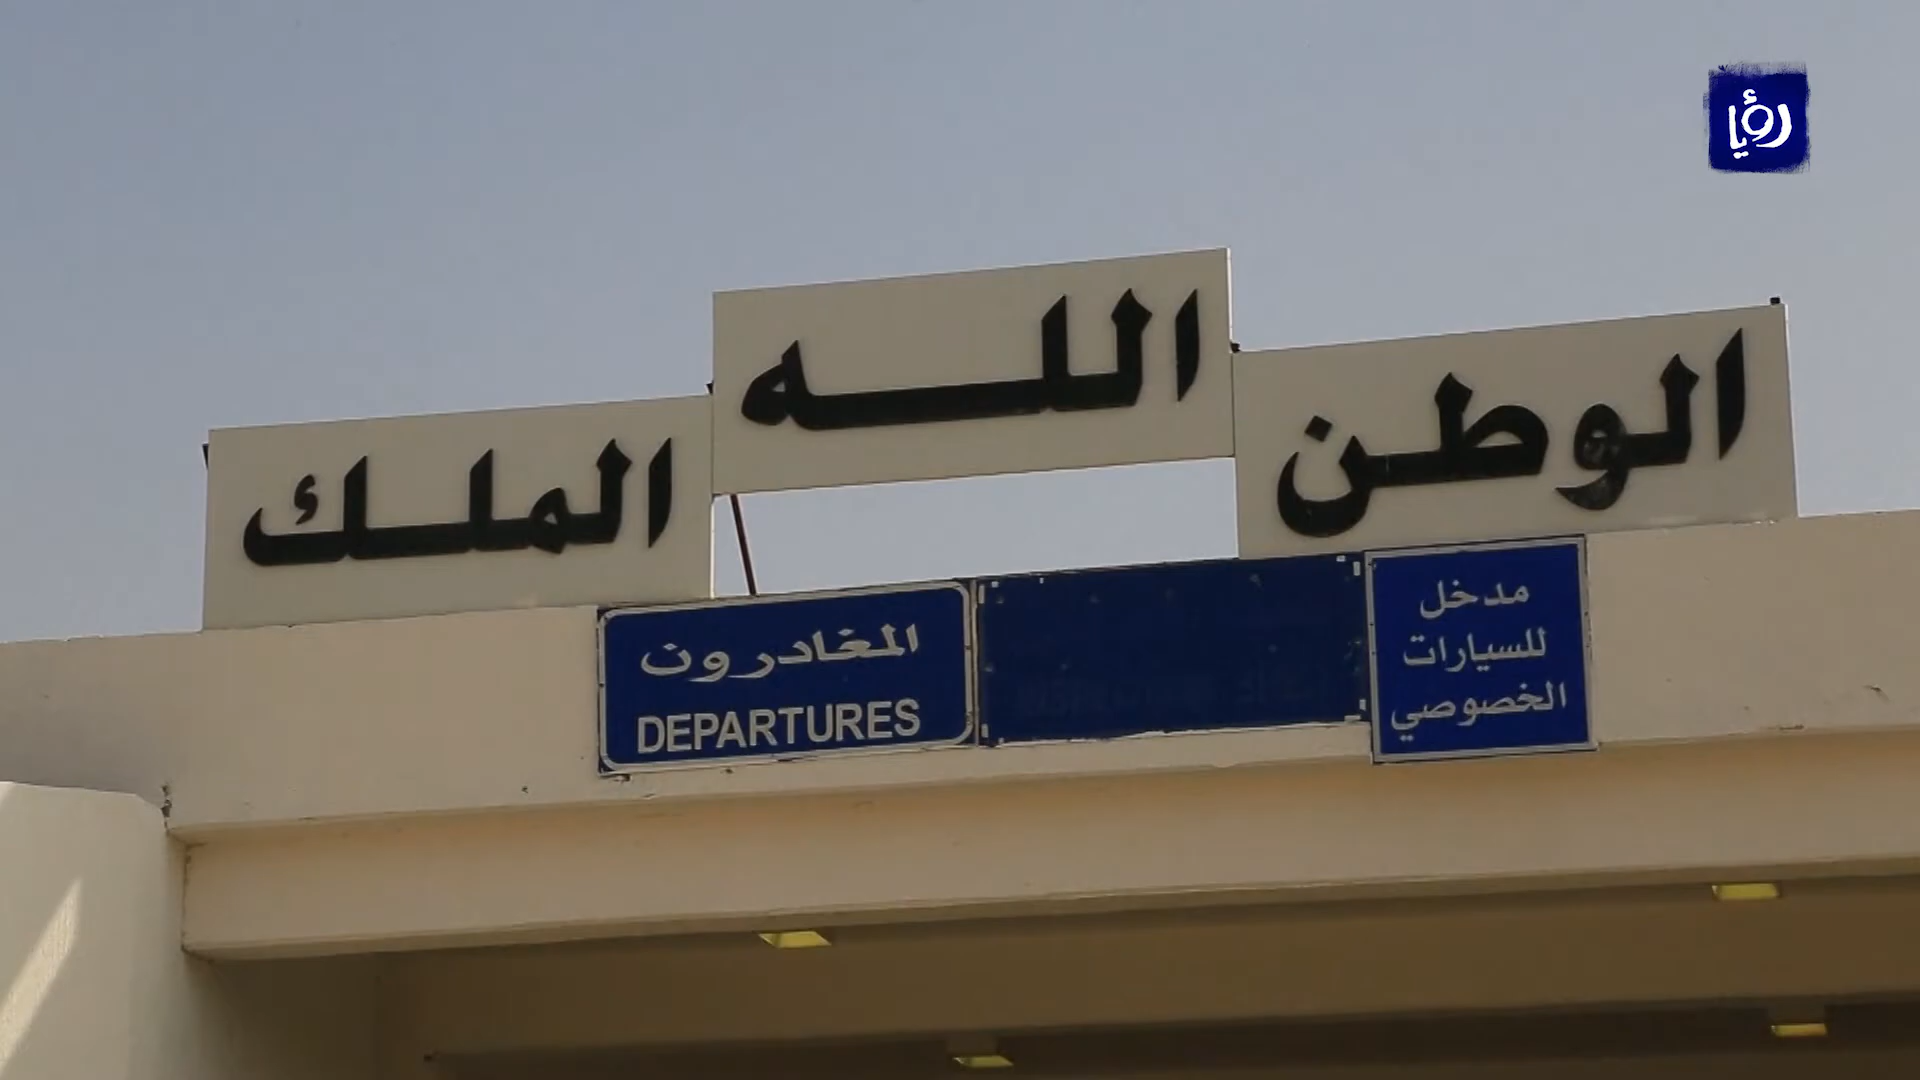 رؤيا
الله
الوطن
الملك
مدخل
للسيارات
الخصوصي
المغادرون
DEPARTURES